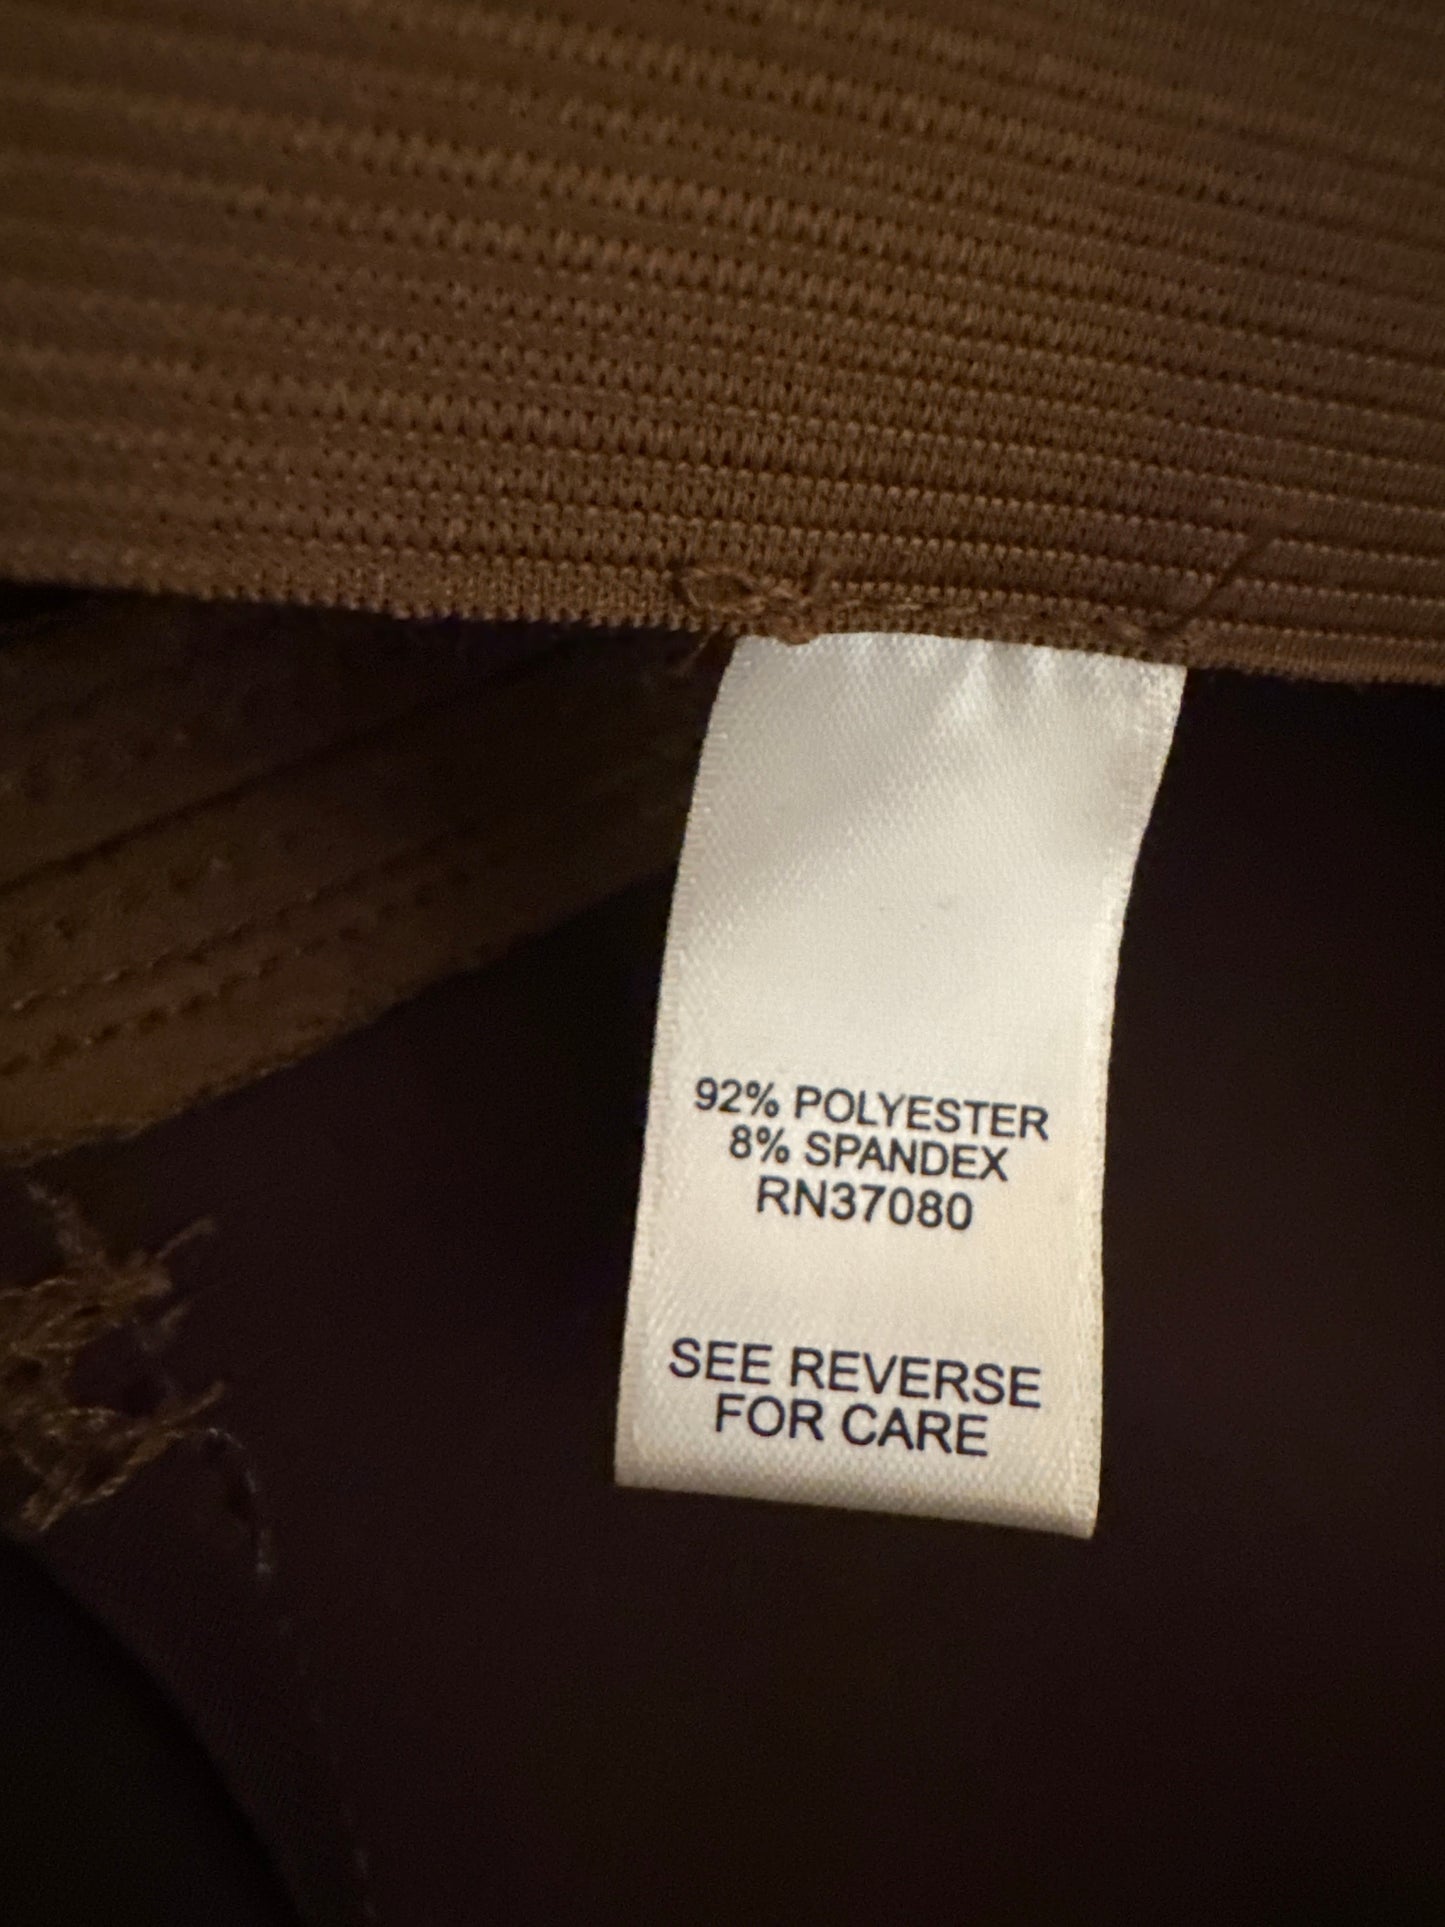 92% POLYESTER
8% SPANDEX
RN37080
SEE REVERSE
FOR CARE